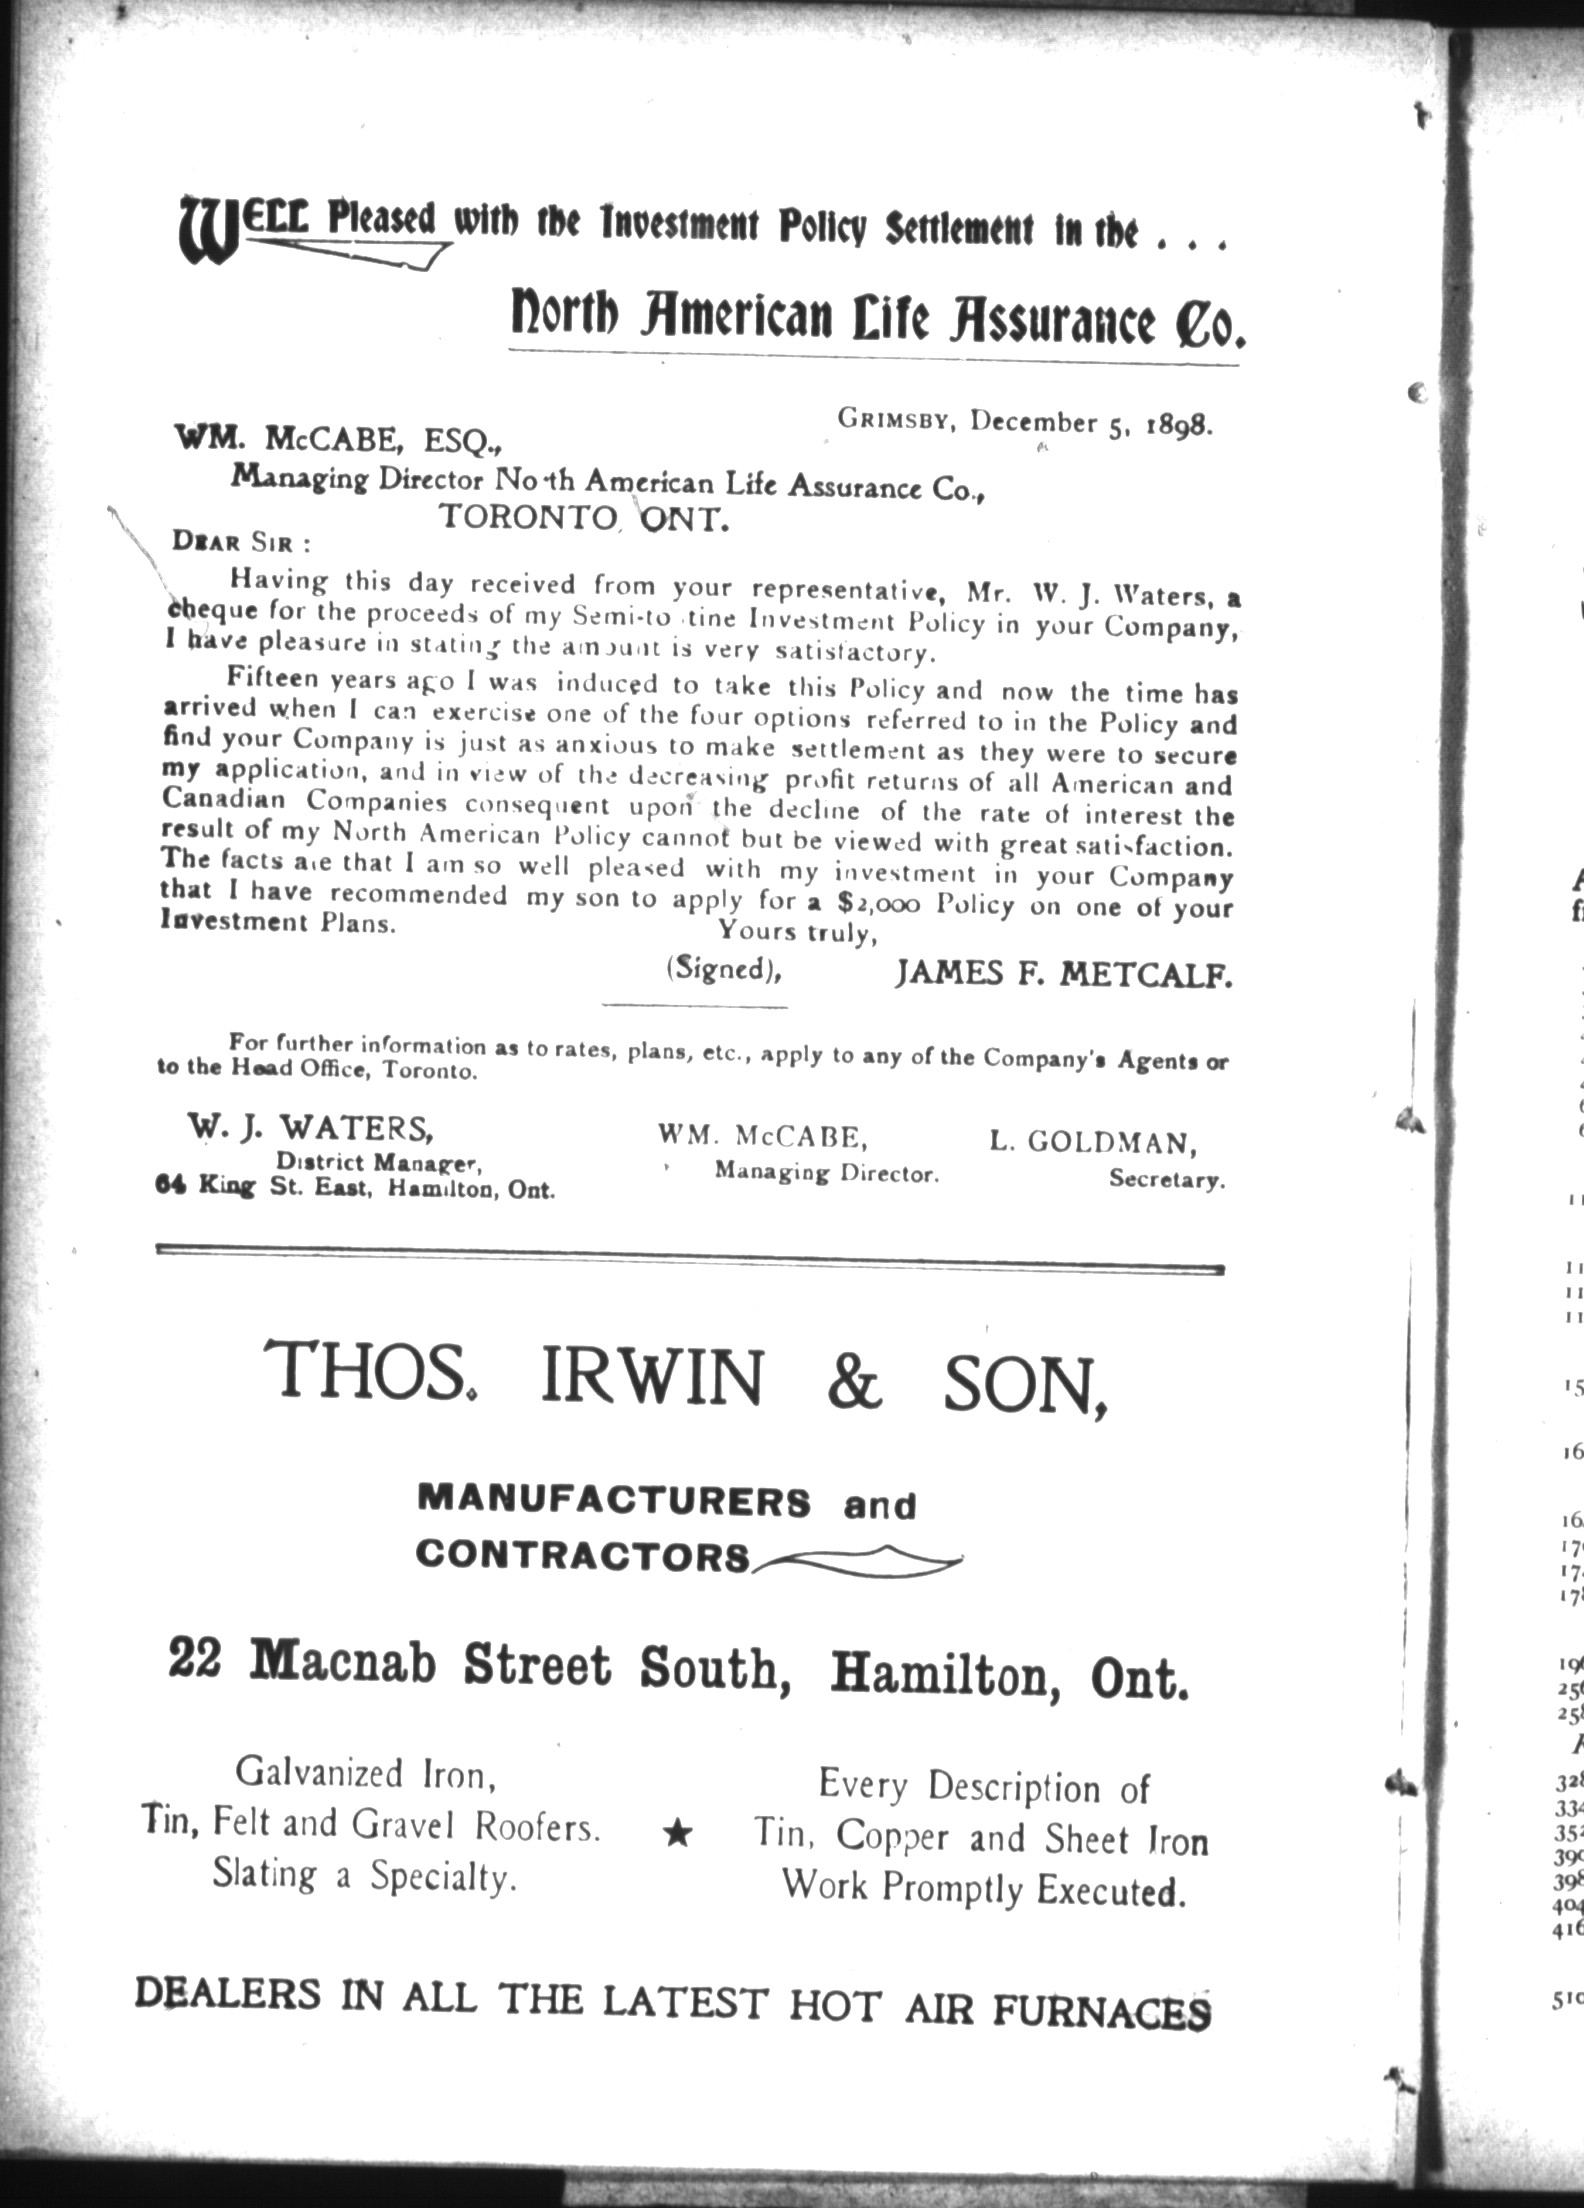 WELL Pleased with the Investment Policy Settlement in the . . .
North American Life Assurance Co.
GRIMSBY, December 5, 1898.
WM. McCABE, ESQ.,
Managing Director North American Life Assurance Co.,
TORONTO, ONT.
DEAR SIR :
Having this day received from your representative, Mr. W. J. Waters, a
cheque for the proceeds of my Semi-tontine Investment Policy in your Company,
I have pleasure in stating the amount is very satisfactory.
Fifteen years ago I was induced to take this Policy and now the time has
arrived when I can exercise one of the four options referred to in the Policy and
find your Company is just as anxious to make settlement as they were to secure
my application, and in view of the decreasing profit returns of all American and
Canadian Companies consequent upon the decline of the rate of interest the
result of my North American Policy cannot but be viewed with great satisfaction.
The facts are that I am so well pleased with my investment in your Company
that I have recommended my son to apply for a $2,000 Policy on one of your
Investment Plans. Yours truly,
(Signed), JAMES F. METCALF.
For further information as to rates, plans, etc., apply to any of the Company's Agents or
to the Head Office, Toronto.
W. J. WATERS, WM. McCABE, L. GOLDMAN,
District Manager, Managing Director. Secretary.
64 King St. East, Hamilton, Ont.
THOS. IRWIN & SON,
MANUFACTURERS and
CONTRACTORS
22 Macnab Street South, Hamilton, Ont.
Galvanized Iron,
Tin, Felt and Gravel Roofers.
Slating a Specialty.
★
Every Description of
Tin, Copper and Sheet Iron
Work Promptly Executed.
DEALERS IN ALL THE LATEST HOT AIR FURNACES